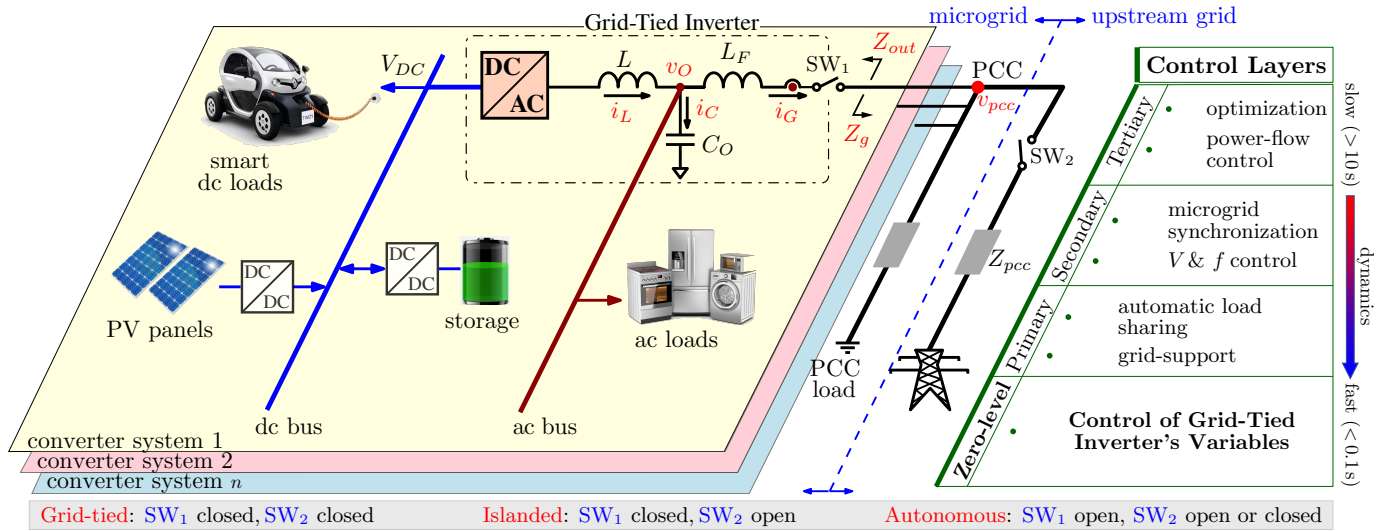 Grid-Tied Inverter
microgrid
upstream grid
V_DC
DC
AC
L
v_O
L_F
SW_1
Z_out
PCC
v_pcc
i_L
i_C
i_G
Z_g
C_O
SW_2
smart
dc loads
PV panels
DC
DC
DC
DC
storage
ac loads
Z_pcc
PCC
load
dc bus
ac bus
converter system 1
converter system 2
converter system n
Control Layers
Tertiary
optimization
power-flow
control
Secondary
microgrid
synchronization
V & f control
Primary
automatic load
sharing
grid-support
Zero-level
Control of Grid-Tied
Inverter's Variables
slow (>10s)
dynamics
fast (<0.1s)
Grid-tied: SW_1 closed, SW_2 closed
Islanded: SW_1 closed, SW_2 open
Autonomous: SW_1 open, SW_2 open or closed